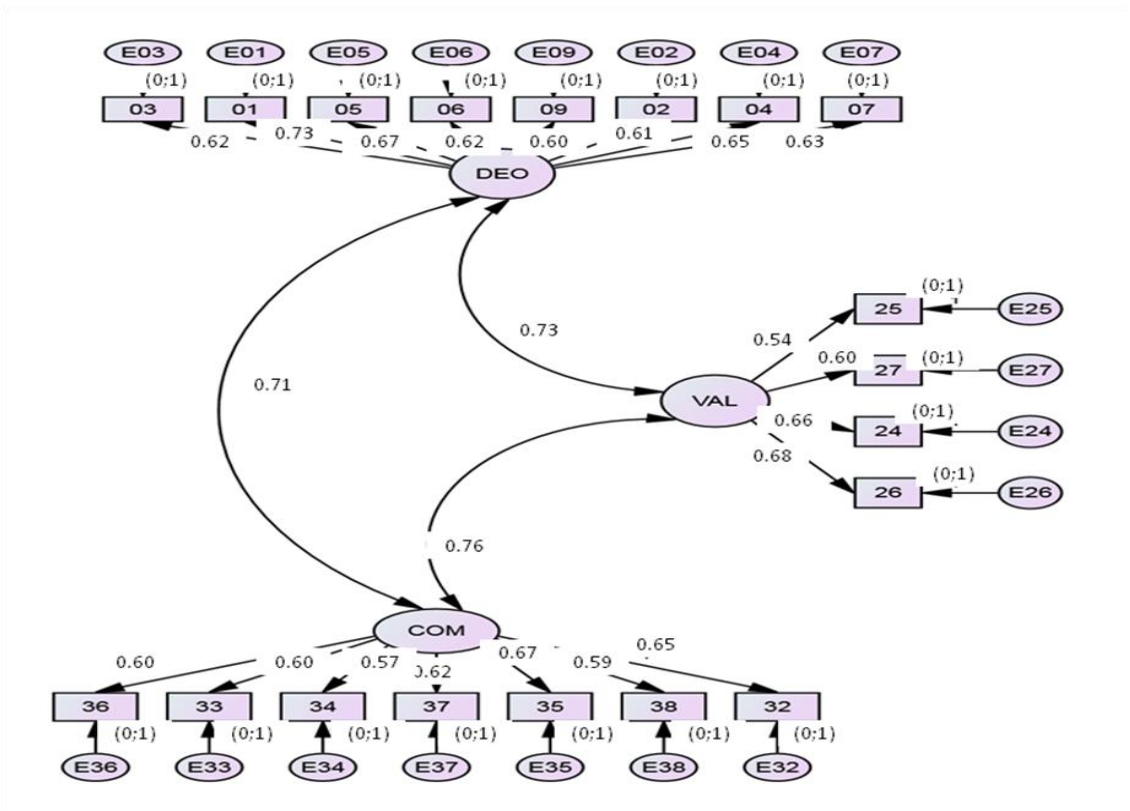 E03 E01 E05 E06 E09 E02 E04 E07
(0;1) (0;1) (0;1) (0;1) (0;1) (0;1) (0;1) (0;1)
03 01 05 06 09 02 04 07
0.62 0.73 0.67 0.62 0.60 0.61 0.65 0.63
DEO
(0;1)
25 E25
0.73 0.54
0.60 27 (0;1) E27
0.71
VAL
(0;1)
0.66 24 E24
0.68
(0;1)
26 E26
0.76
COM
0.60 0.60 0.57 0.62 0.67 0.59 0.65
36 33 34 37 35 38 32
(0;1) (0;1) (0;1) (0;1) (0;1) (0;1) (0;1)
E36 E33 E34 E37 E35 E38 E32